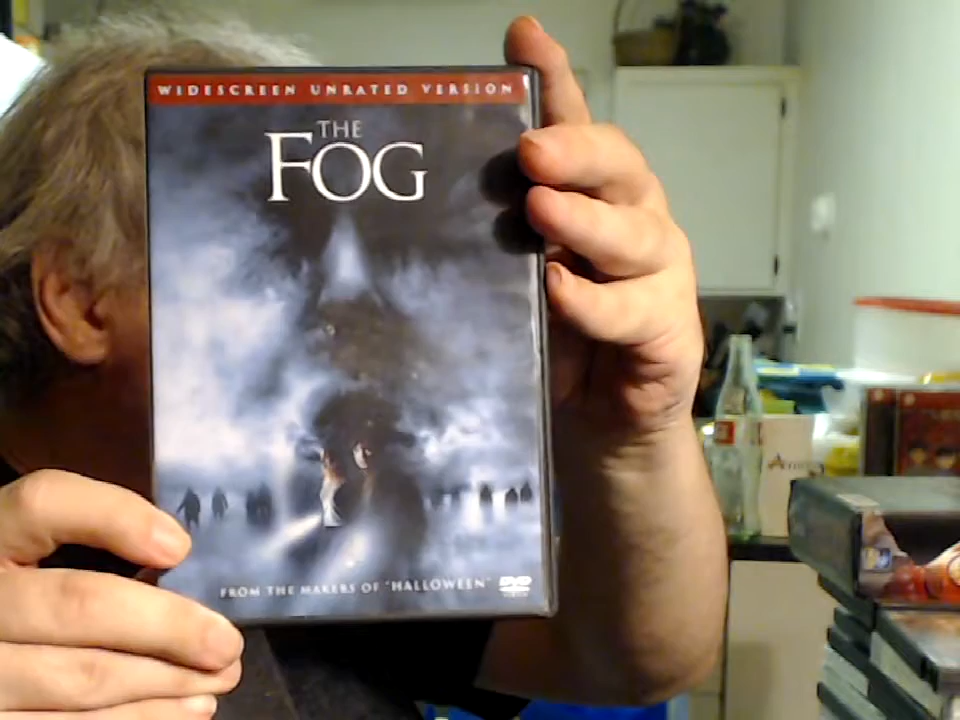 WIDESCREEN UNRATED VERSION
THE
FOG
FROM THE MAKERS OF "HALLOWEEN"
DVD